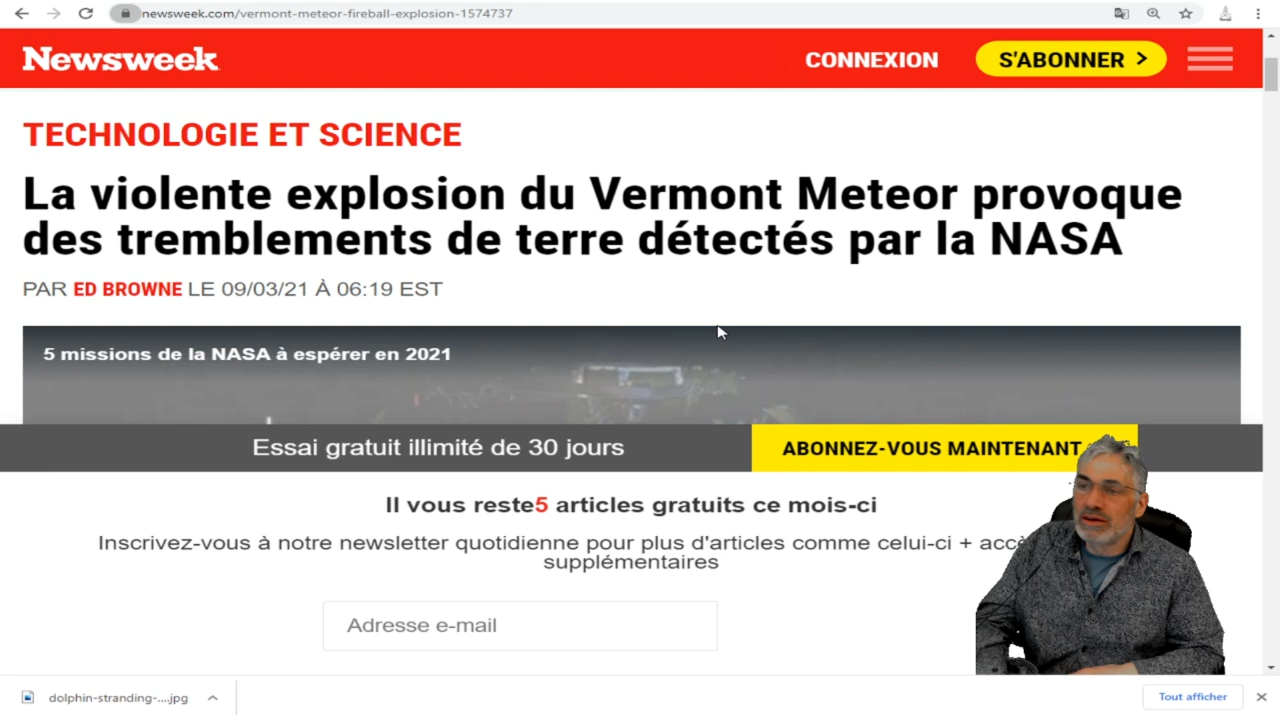 newsweek.com/vermont-meteor-fireball-explosion-1574737
Newsweek
CONNEXION
S'ABONNER >
TECHNOLOGIE ET SCIENCE
La violente explosion du Vermont Meteor provoque
des tremblements de terre détectés par la NASA
PAR ED BROWNE LE 09/03/21 À 06:19 EST
5 missions de la NASA à espérer en 2021
Essai gratuit illimité de 30 jours
ABONNEZ-VOUS MAINTENANT
Il vous reste5 articles gratuits ce mois-ci
Inscrivez-vous à notre newsletter quotidienne pour plus d'articles comme celui-ci +
supplémentaires
Adresse e-mail
dolphin-stranding-....jpg
Tout afficher